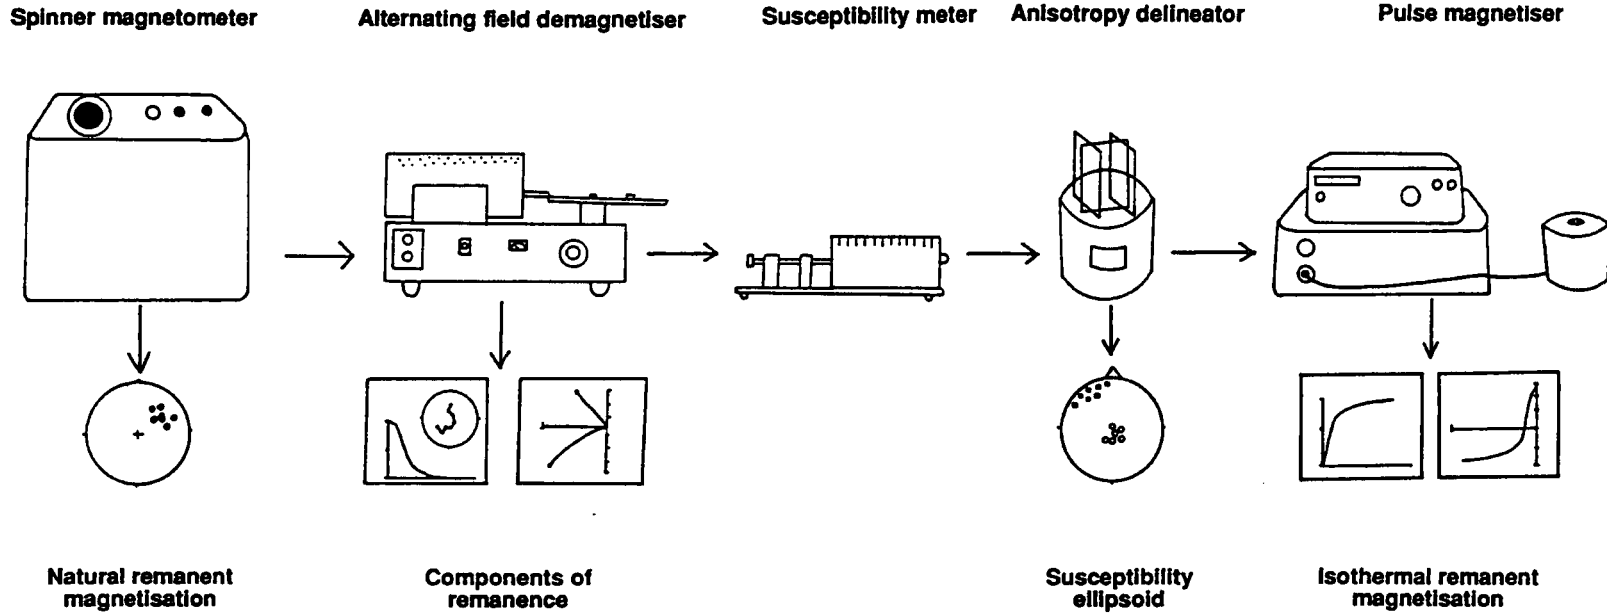 Spinner magnetometer
Alternating field demagnetiser
Susceptibility meter
Anisotropy delineator
Pulse magnetiser
Natural remanent
magnetisation
Components of
remanence
Susceptibility
ellipsoid
Isothermal remanent
magnetisation